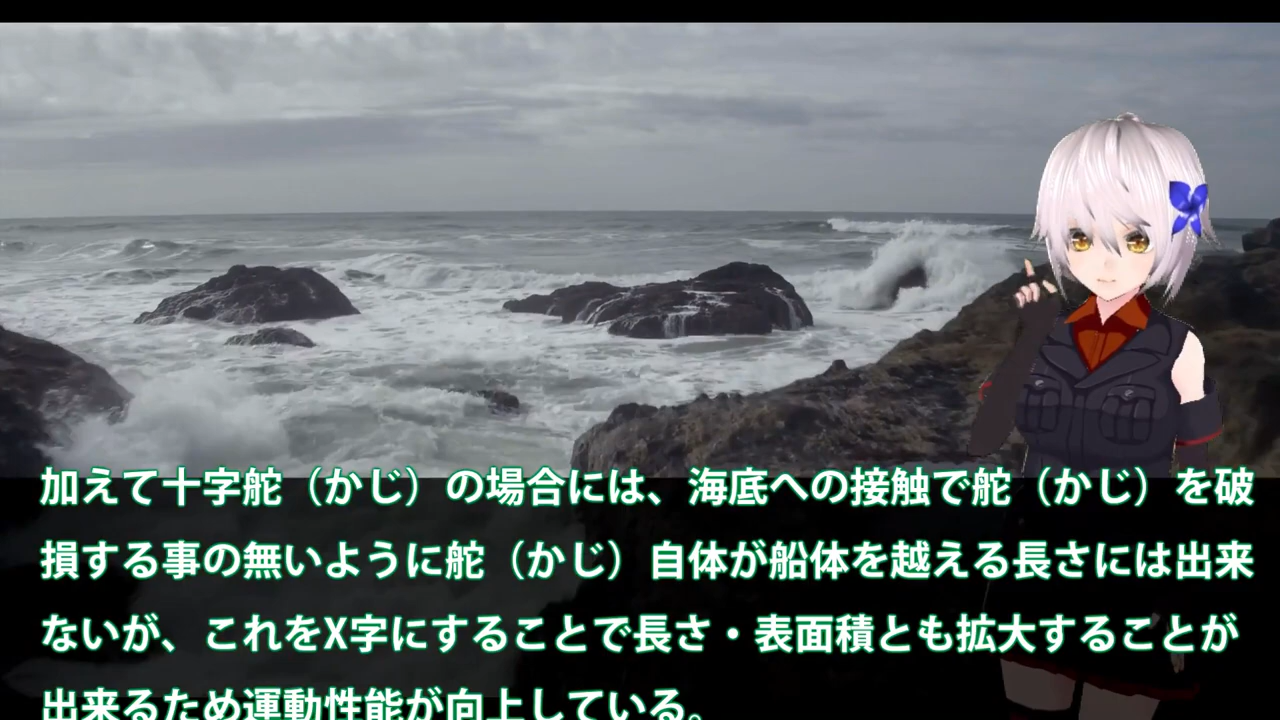 加えて十字舵（かじ）の場合には、海底への接触で舵（かじ）を破
損する事の無いように舵（かじ）自体が船体を越える長さには出来
ないが、これをX字にすることで長さ・表面積とも拡大することが
出来るため運動性能が向上している。